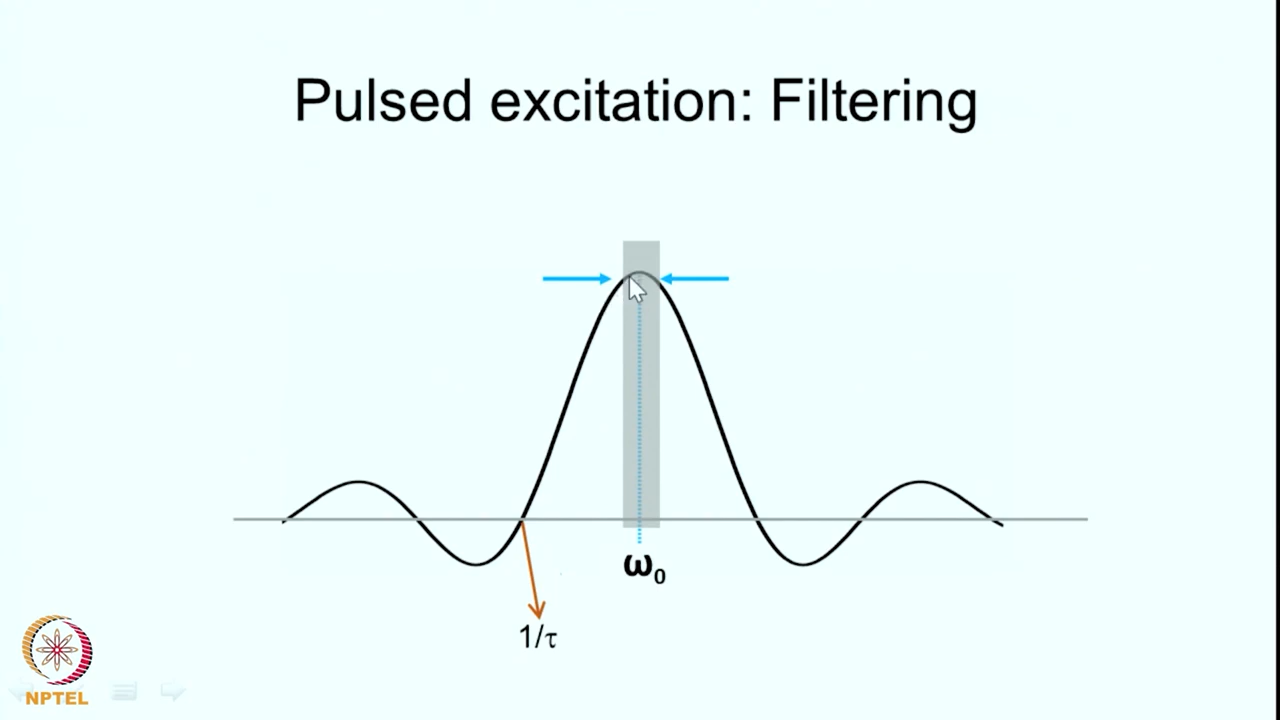 Pulsed excitation: Filtering
ω₀
1/τ
NPTEL